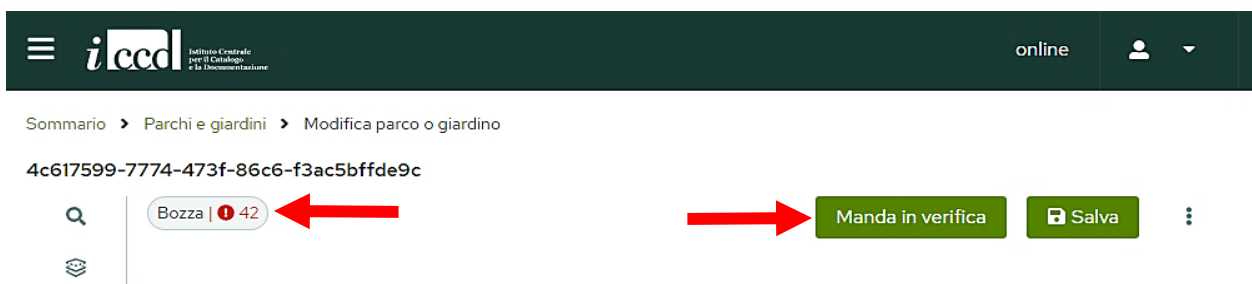 iccd Istituto Centrale
per il Catalogo
e la Documentazione
online
Sommario > Parchi e giardini > Modifica parco o giardino
4c617599-7774-473f-86c6-f3ac5bffde9c
Bozza | 42
Manda in verifica
Salva